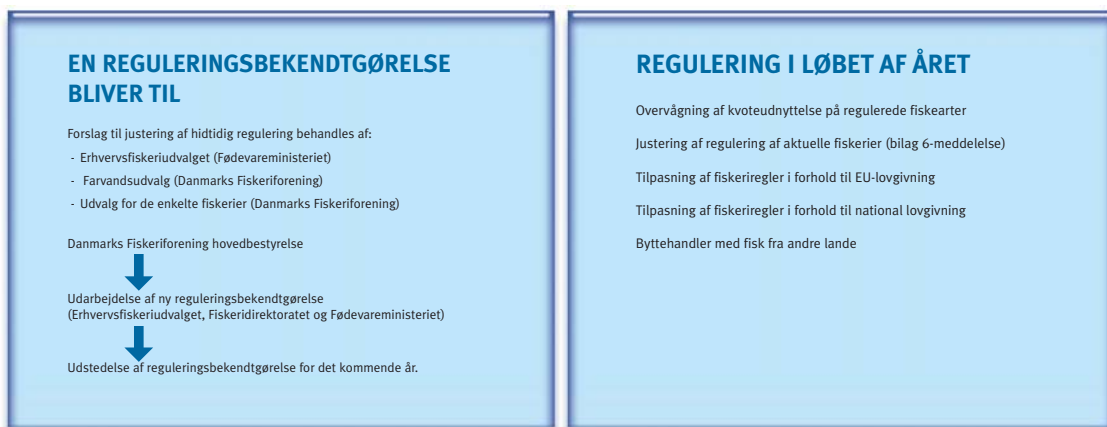 EN REGULERINGSBEKENDTGØRELSE
BLIVER TIL
Forslag til justering af hidtidig regulering behandles af:
- Erhvervsfiskeriudvalget (Fødevareministeriet)
- Farvandsudvalg (Danmarks Fiskeriforening)
- Udvalg for de enkelte fiskerier (Danmarks Fiskeriforening)
Danmarks Fiskeriforening hovedbestyrelse
Udarbejdelse af ny reguleringsbekendtgørelse
(Erhvervsfiskeriudvalget, Fiskeridirektoratet og Fødevareministeriet)
Udstedelse af reguleringsbekendtgørelse for det kommende år.
REGULERING I LØBET AF ÅRET
Overvågning af kvoteudnyttelse på regulerede fiskearter
Justering af regulering af aktuelle fiskerier (bilag 6-meddelelse)
Tilpasning af fiskeriregler i forhold til EU-lovgivning
Tilpasning af fiskeriregler i forhold til national lovgivning
Byttehandler med fisk fra andre lande